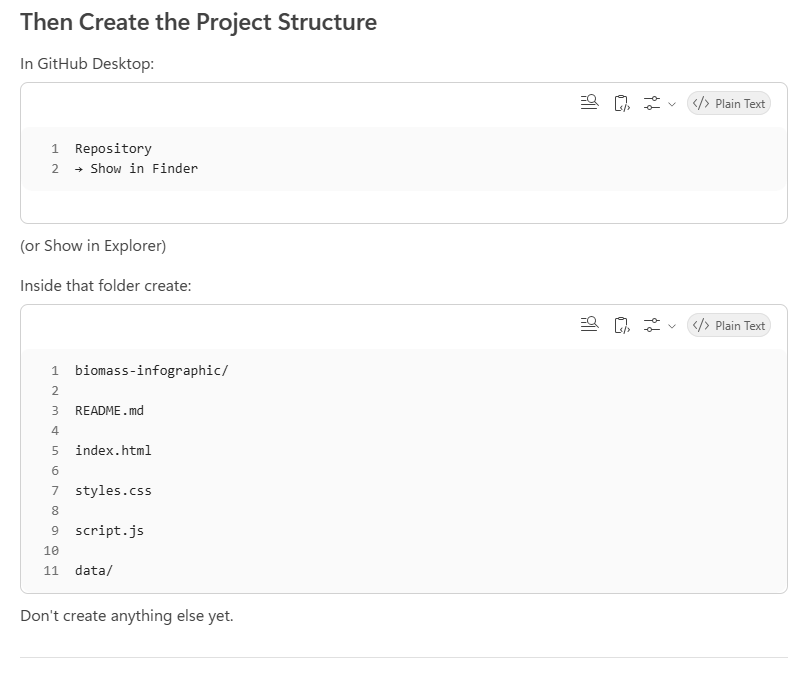 Then Create the Project Structure
In GitHub Desktop:
</> Plain Text
1 Repository
2 → Show in Finder
(or Show in Explorer)
Inside that folder create:
</> Plain Text
1 biomass-infographic/
2
3 README.md
4
5 index.html
6
7 styles.css
8
9 script.js
10
11 data/
Don't create anything else yet.